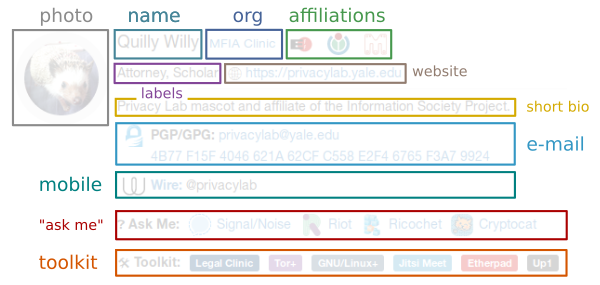 photo name org affiliations
Quilly Willy MFIA Clinic
Attorney, Scholar https://privacylab.yale.edu website
labels
Privacy Lab mascot and affiliate of the Information Society Project. short bio
PGP/GPG: privacylab@yale.edu
e-mail
4B77 F15F 4046 621A 62CF C558 E2F4 6765 F3A7 9924
mobile Wire: @privacylab
"ask me" ? Ask Me: Signal/Noise Riot Ricochet Cryptocat
toolkit Toolkit: Legal Clinic Tor+ GNU/Linux+ Jitsi Meet Etherpad Up1